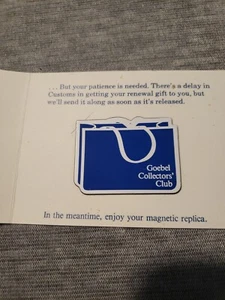 . . . But your patience is needed. There's a delay in
Customs in getting your renewal gift to you, but
we'll send it along as soon as it's released.
Goebel
Collectors'
Club
In the meantime, enjoy your magnetic replica.